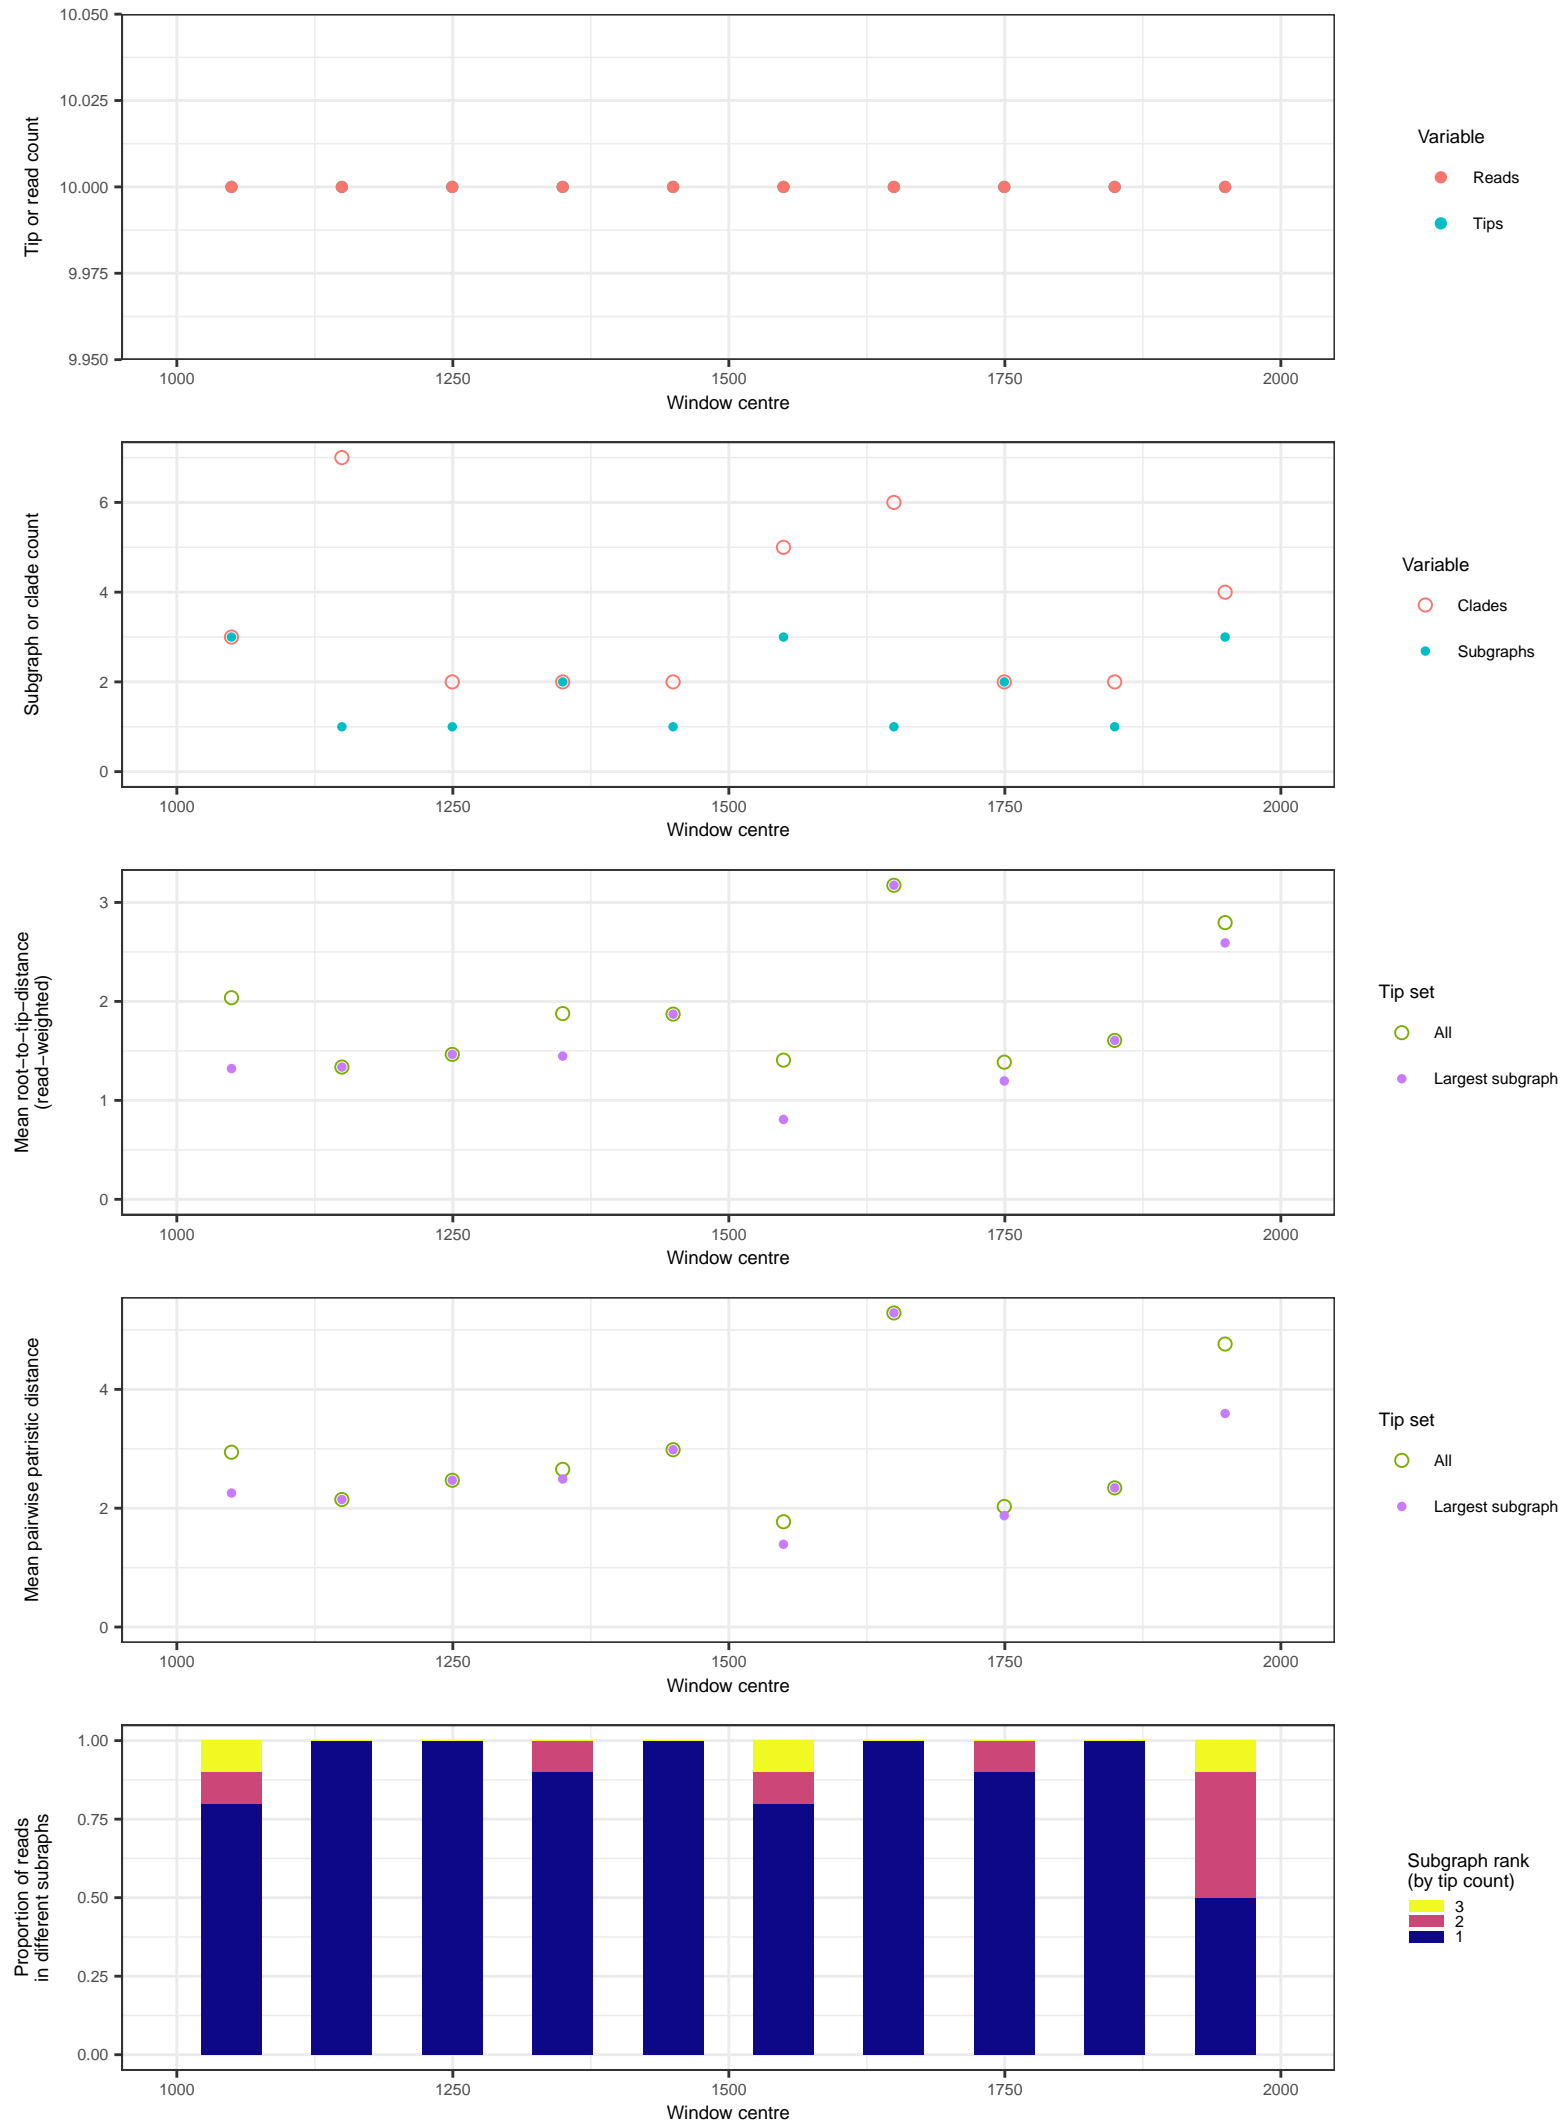 10.050
10.025
10.000
9.975
9.950
Tip or read count
1000 1250 1500 1750 2000
Window centre
Variable
Reads
Tips
6
4
2
0
Subgraph or clade count
1000 1250 1500 1750 2000
Window centre
Variable
Clades
Subgraphs
3
2
1
0
Mean root−to−tip−distance
(read−weighted)
1000 1250 1500 1750 2000
Window centre
Tip set
All
Largest subgraph
4
2
0
Mean pairwise patristic distance
1000 1250 1500 1750 2000
Window centre
Tip set
All
Largest subgraph
1.00
0.75
0.50
0.25
0.00
Proportion of reads
in different subraphs
1000 1250 1500 1750 2000
Window centre
Subgraph rank
(by tip count)
3
2
1